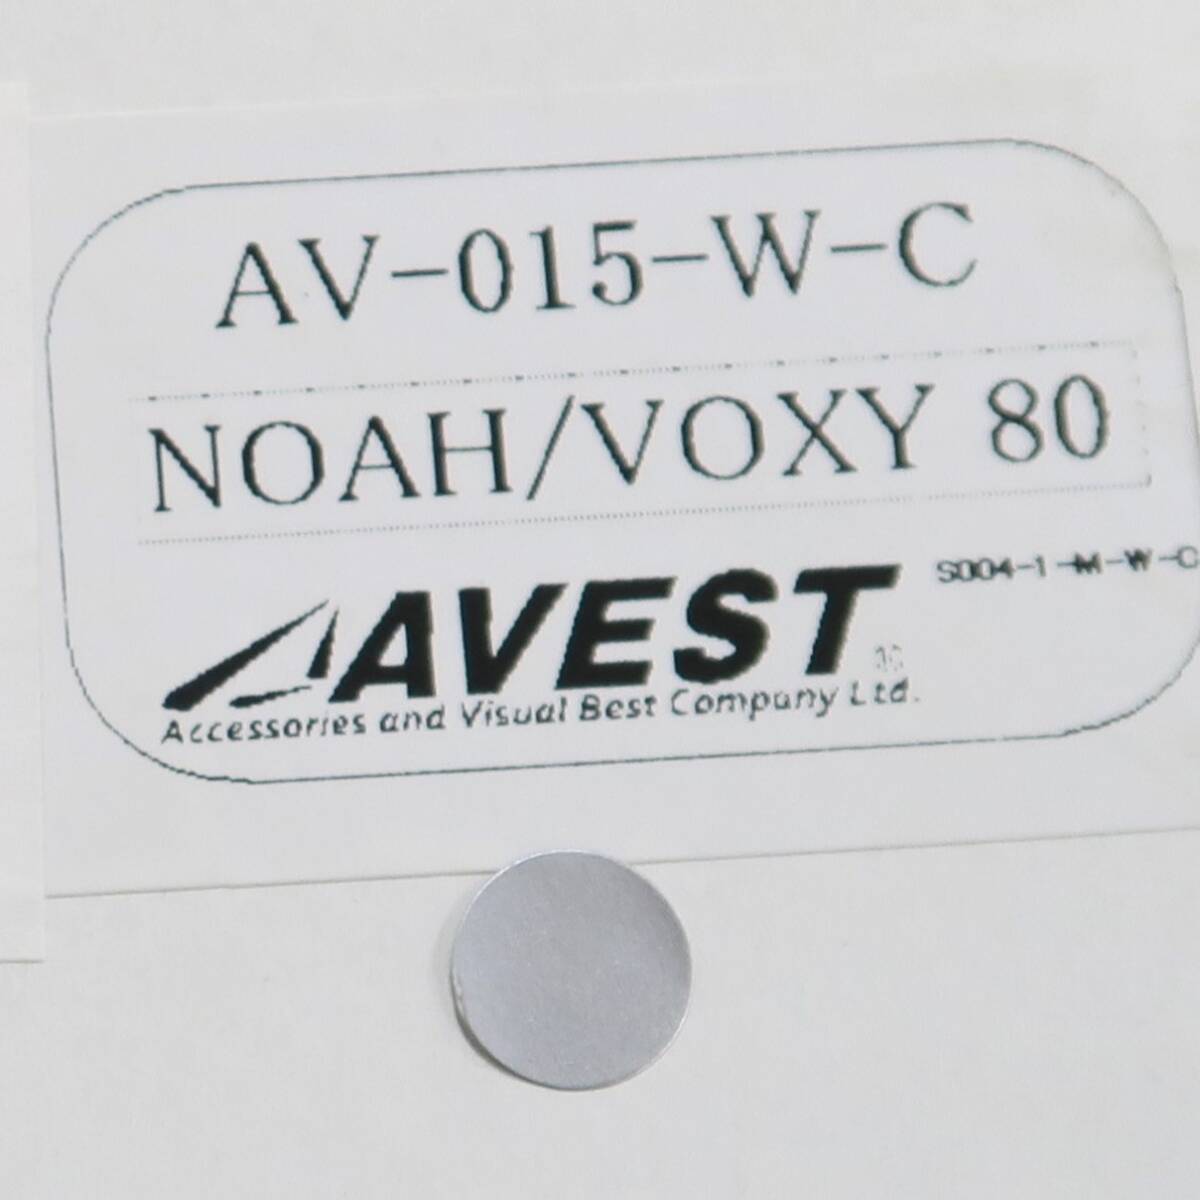 AV-015-W-C
NOAH/VOXY 80
AVEST
S004-1-M-W-C
Accessories and Visual Best Company Ltd.